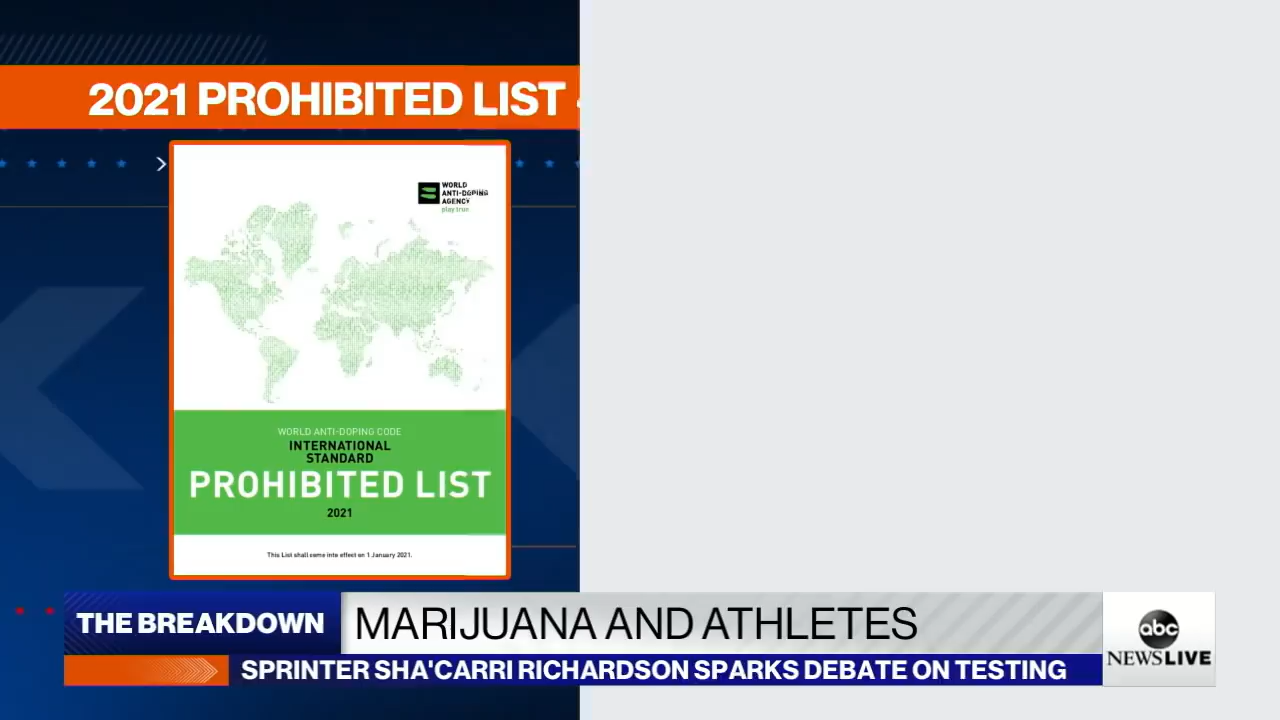 2021 PROHIBITED LIST
WORLD
ANTI-DOPING
AGENCY
play true
WORLD ANTI-DOPING CODE
INTERNATIONAL
STANDARD
PROHIBITED LIST
2021
This List shall come into effect on 1 January 2021.
THE BREAKDOWN
MARIJUANA AND ATHLETES
SPRINTER SHA'CARRI RICHARDSON SPARKS DEBATE ON TESTING
abc
NEWSLIVE